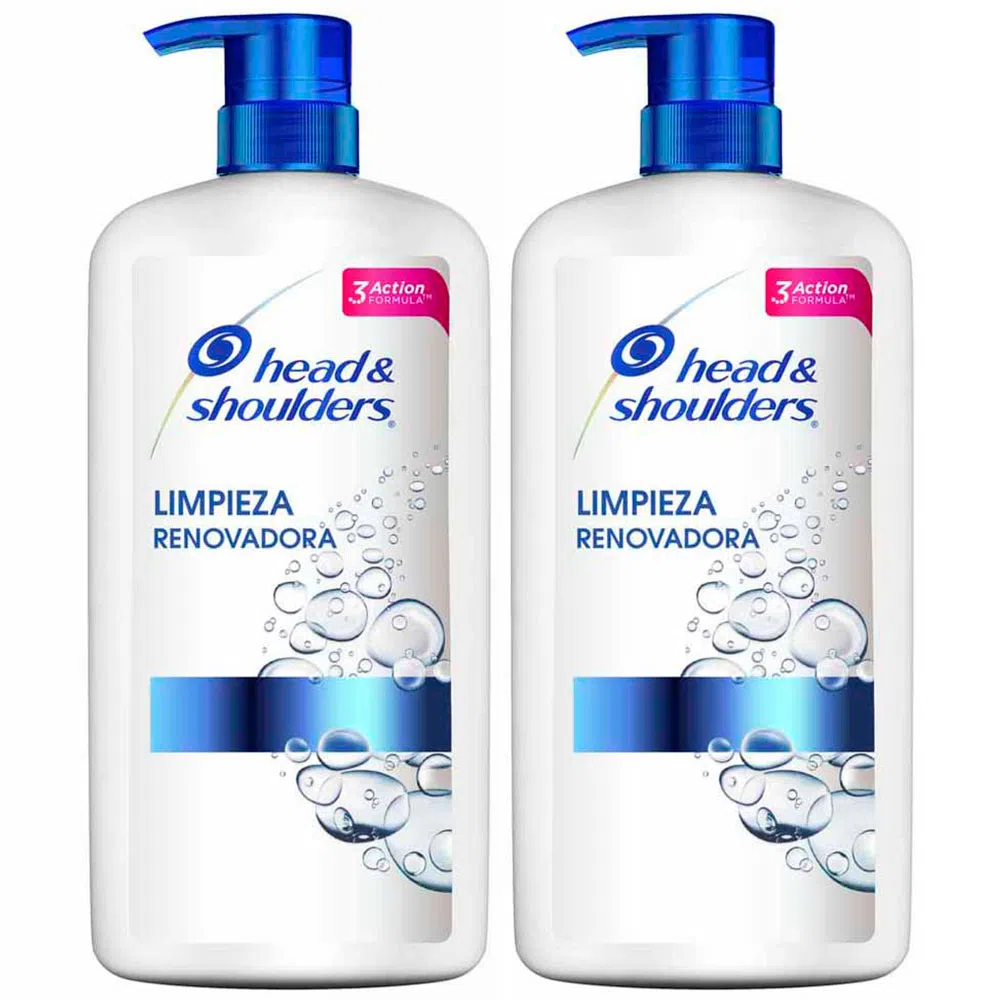 3 Action
FORMULA™
head &
shoulders®
LIMPIEZA
RENOVADORA
3 Action
FORMULA™
head &
shoulders®
LIMPIEZA
RENOVADORA